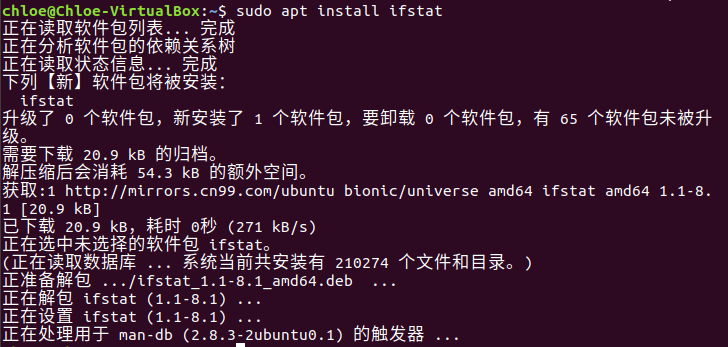 chloe@Chloe-VirtualBox:~$ sudo apt install ifstat
正在读取软件包列表... 完成
正在分析软件包的依赖关系树
正在读取状态信息... 完成
下列【新】软件包将被安装：
  ifstat
升级了 0 个软件包，新安装了 1 个软件包，要卸载 0 个软件包，有 65 个软件包未被升
级。
需要下载 20.9 kB 的归档。
解压缩后会消耗 54.3 kB 的额外空间。
获取:1 http://mirrors.cn99.com/ubuntu bionic/universe amd64 ifstat amd64 1.1-8.
1 [20.9 kB]
已下载 20.9 kB，耗时 0秒 (271 kB/s)
正在选中未选择的软件包 ifstat。
(正在读取数据库 ... 系统当前共安装有 210274 个文件和目录。)
正准备解包 .../ifstat_1.1-8.1_amd64.deb  ...
正在解包 ifstat (1.1-8.1) ...
正在设置 ifstat (1.1-8.1) ...
正在处理用于 man-db (2.8.3-2ubuntu0.1) 的触发器 ...